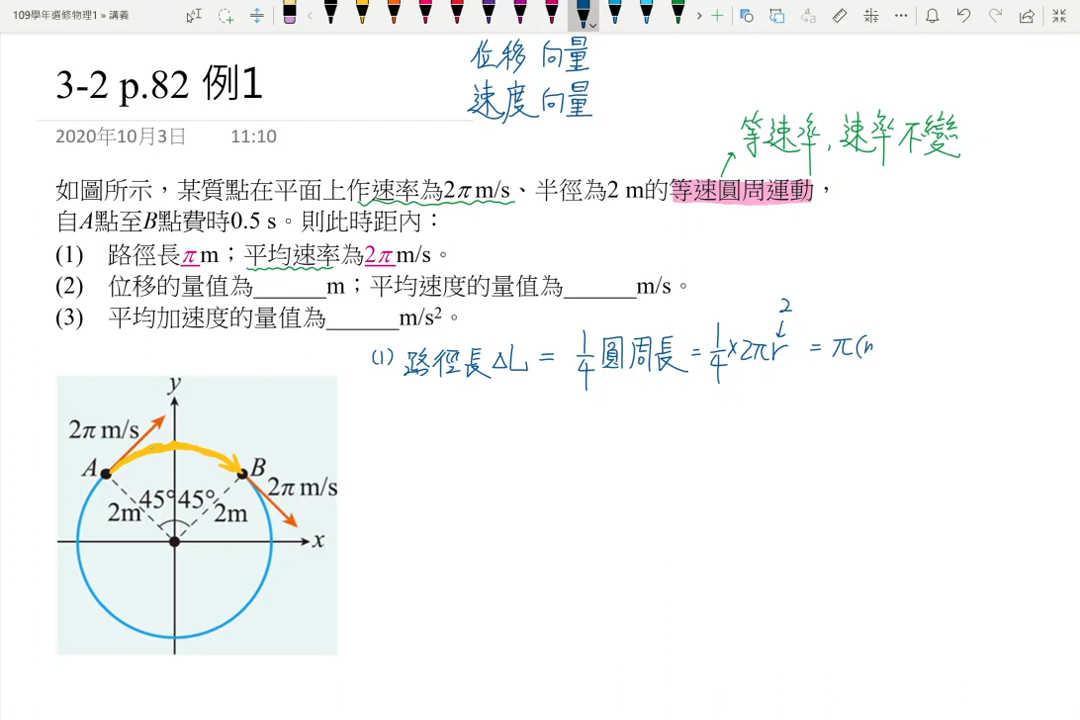 109學年選修物理1 » 講義
位移 向量
速度向量
3-2 p.82 例1
2020年10月3日 11:10
等速率, 速率不變
如圖所示，某質點在平面上作速率為2π m/s、半徑為2 m的等速圓周運動，
自A點至B點費時0.5 s。則此時距內：
(1) 路徑長πm；平均速率為2πm/s。
(2) 位移的量值為______m；平均速度的量值為______m/s。
(3) 平均加速度的量值為______m/s²。
2
(1) 路徑長 ΔL = 1/4 圓周長 = 1/4 × 2πr = π(m
y
2π m/s
A
B
2π m/s
45° 45°
2m 2m
x